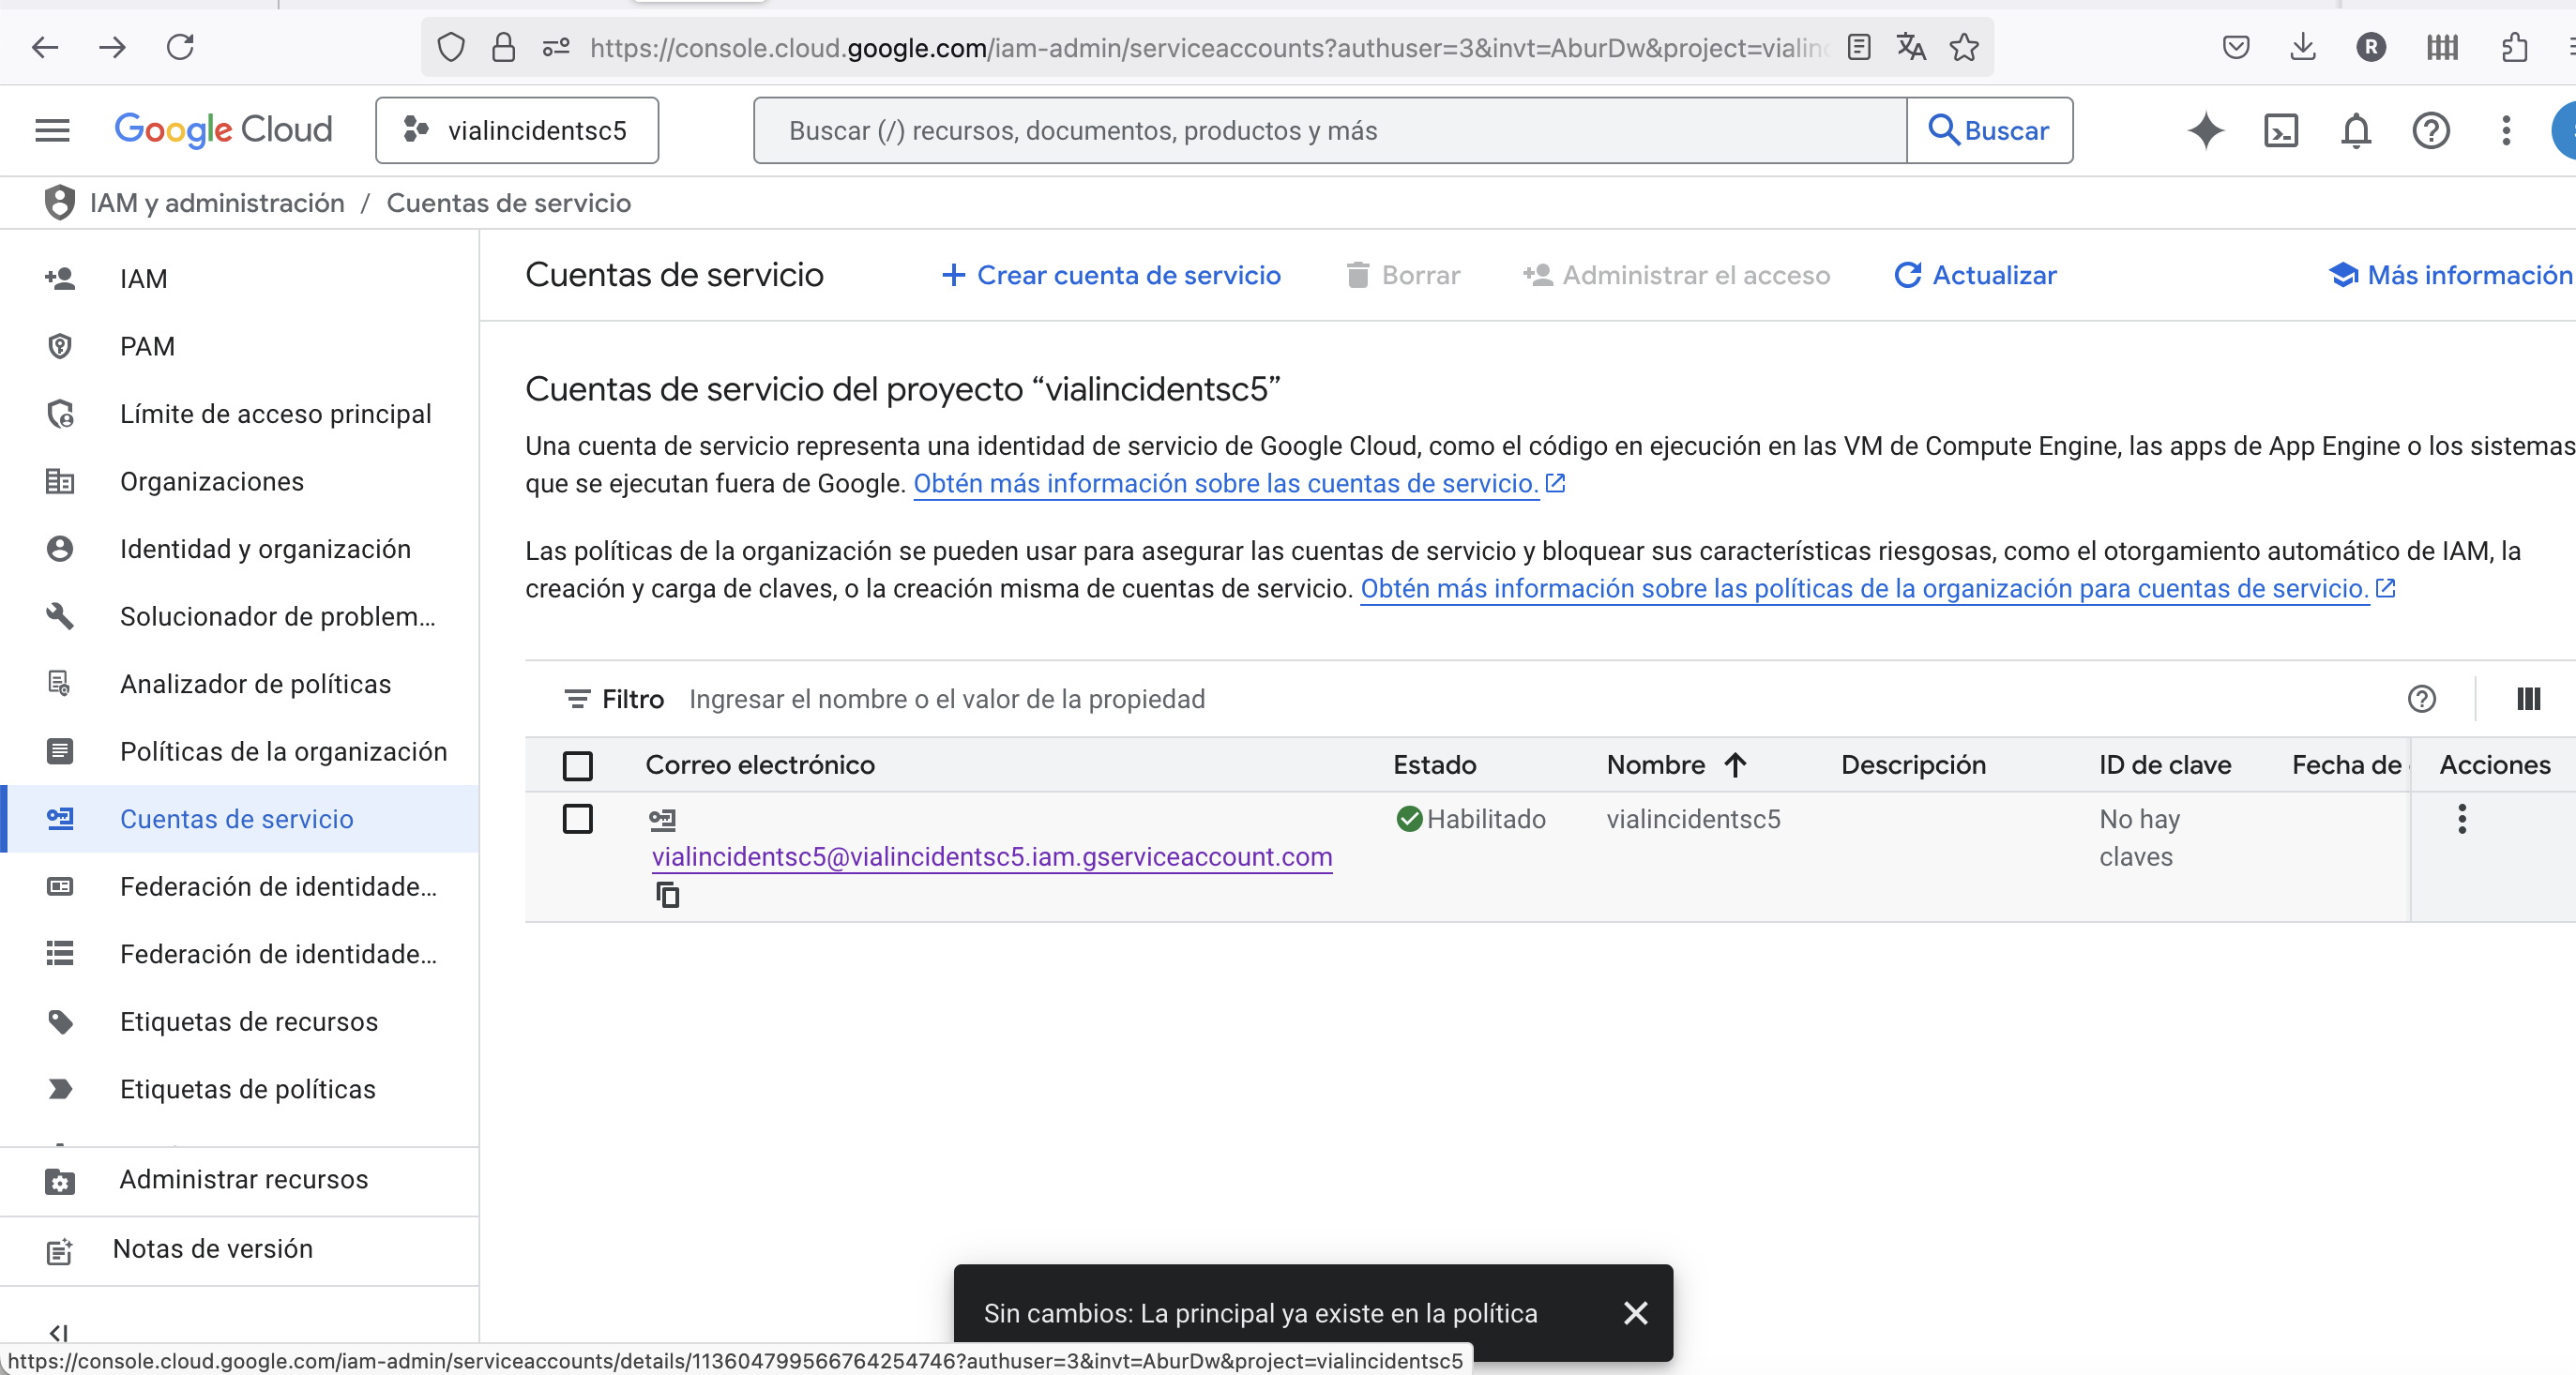 https://console.cloud.google.com/iam-admin/serviceaccounts?authuser=3&invt=AburDw&project=vialin
R
Google Cloud
vialincidentsc5
Buscar (/) recursos, documentos, productos y más
Buscar
IAM y administración / Cuentas de servicio
IAM
PAM
Límite de acceso principal
Organizaciones
Identidad y organización
Solucionador de problem...
Analizador de políticas
Políticas de la organización
Cuentas de servicio
Federación de identidade...
Federación de identidade...
Etiquetas de recursos
Etiquetas de políticas
Administrar recursos
Notas de versión
Cuentas de servicio
+ Crear cuenta de servicio
Borrar
Administrar el acceso
Actualizar
Más información
Cuentas de servicio del proyecto “vialincidentsc5”
Una cuenta de servicio representa una identidad de servicio de Google Cloud, como el código en ejecución en las VM de Compute Engine, las apps de App Engine o los sistemas
que se ejecutan fuera de Google. Obtén más información sobre las cuentas de servicio.
Las políticas de la organización se pueden usar para asegurar las cuentas de servicio y bloquear sus características riesgosas, como el otorgamiento automático de IAM, la
creación y carga de claves, o la creación misma de cuentas de servicio. Obtén más información sobre las políticas de la organización para cuentas de servicio.
Filtro Ingresar el nombre o el valor de la propiedad
Correo electrónico Estado Nombre Descripción ID de clave Fecha de Acciones
vialincidentsc5@vialincidentsc5.iam.gserviceaccount.com
Habilitado
vialincidentsc5
No hay
claves
Sin cambios: La principal ya existe en la política
https://console.cloud.google.com/iam-admin/serviceaccounts/details/113604799566764254746?authuser=3&invt=AburDw&project=vialincidentsc5